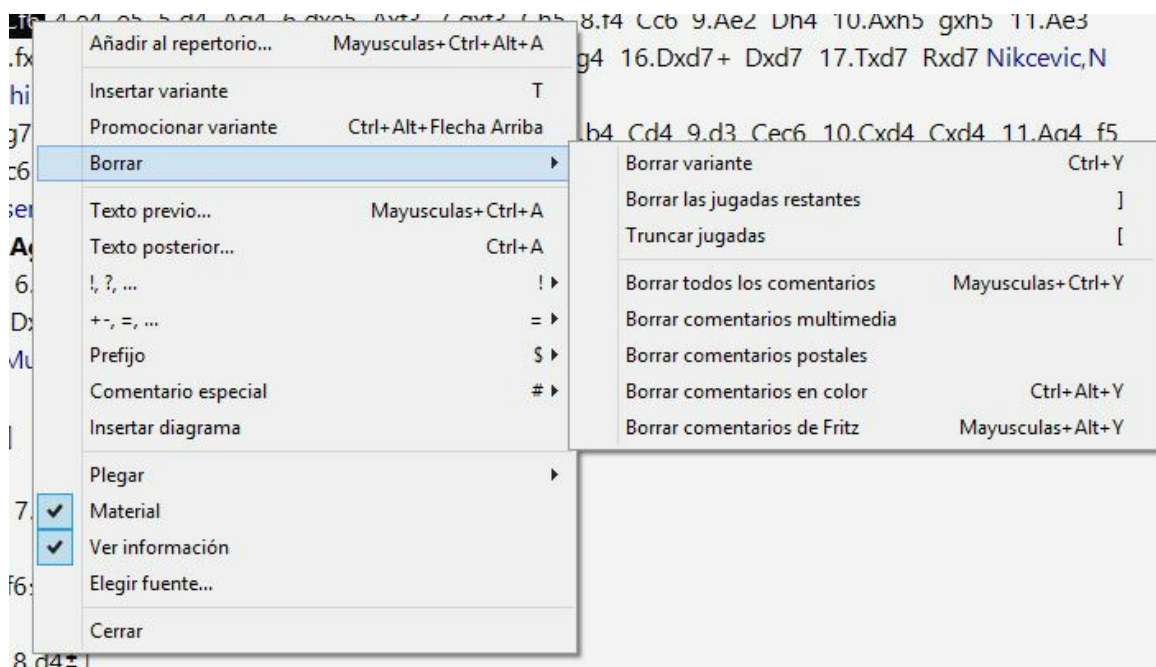 8.f4 Cc6 9.Ae2 Dh4 10.Axh5 gxh5 11.Ae3
g4 16.Dxd7+ Dxd7 17.Txd7 Rxd7 Nikcevic,N
.b4 Cd4 9.d3 Cec6 10.Cxd4 Cxd4 11.Ag4 f5
Añadir al repertorio... Mayusculas+Ctrl+Alt+A
Insertar variante T
Promocionar variante Ctrl+Alt+Flecha Arriba
Borrar
Texto previo... Mayusculas+Ctrl+A
Texto posterior... Ctrl+A
!, ?, ... !
+-, =, ... =
Prefijo $
Comentario especial #
Insertar diagrama
Plegar
Material
Ver información
Elegir fuente...
Cerrar
Borrar variante Ctrl+Y
Borrar las jugadas restantes ]
Truncar jugadas [
Borrar todos los comentarios Mayusculas+Ctrl+Y
Borrar comentarios multimedia
Borrar comentarios postales
Borrar comentarios en color Ctrl+Alt+Y
Borrar comentarios de Fritz Mayusculas+Alt+Y
8.d4±]